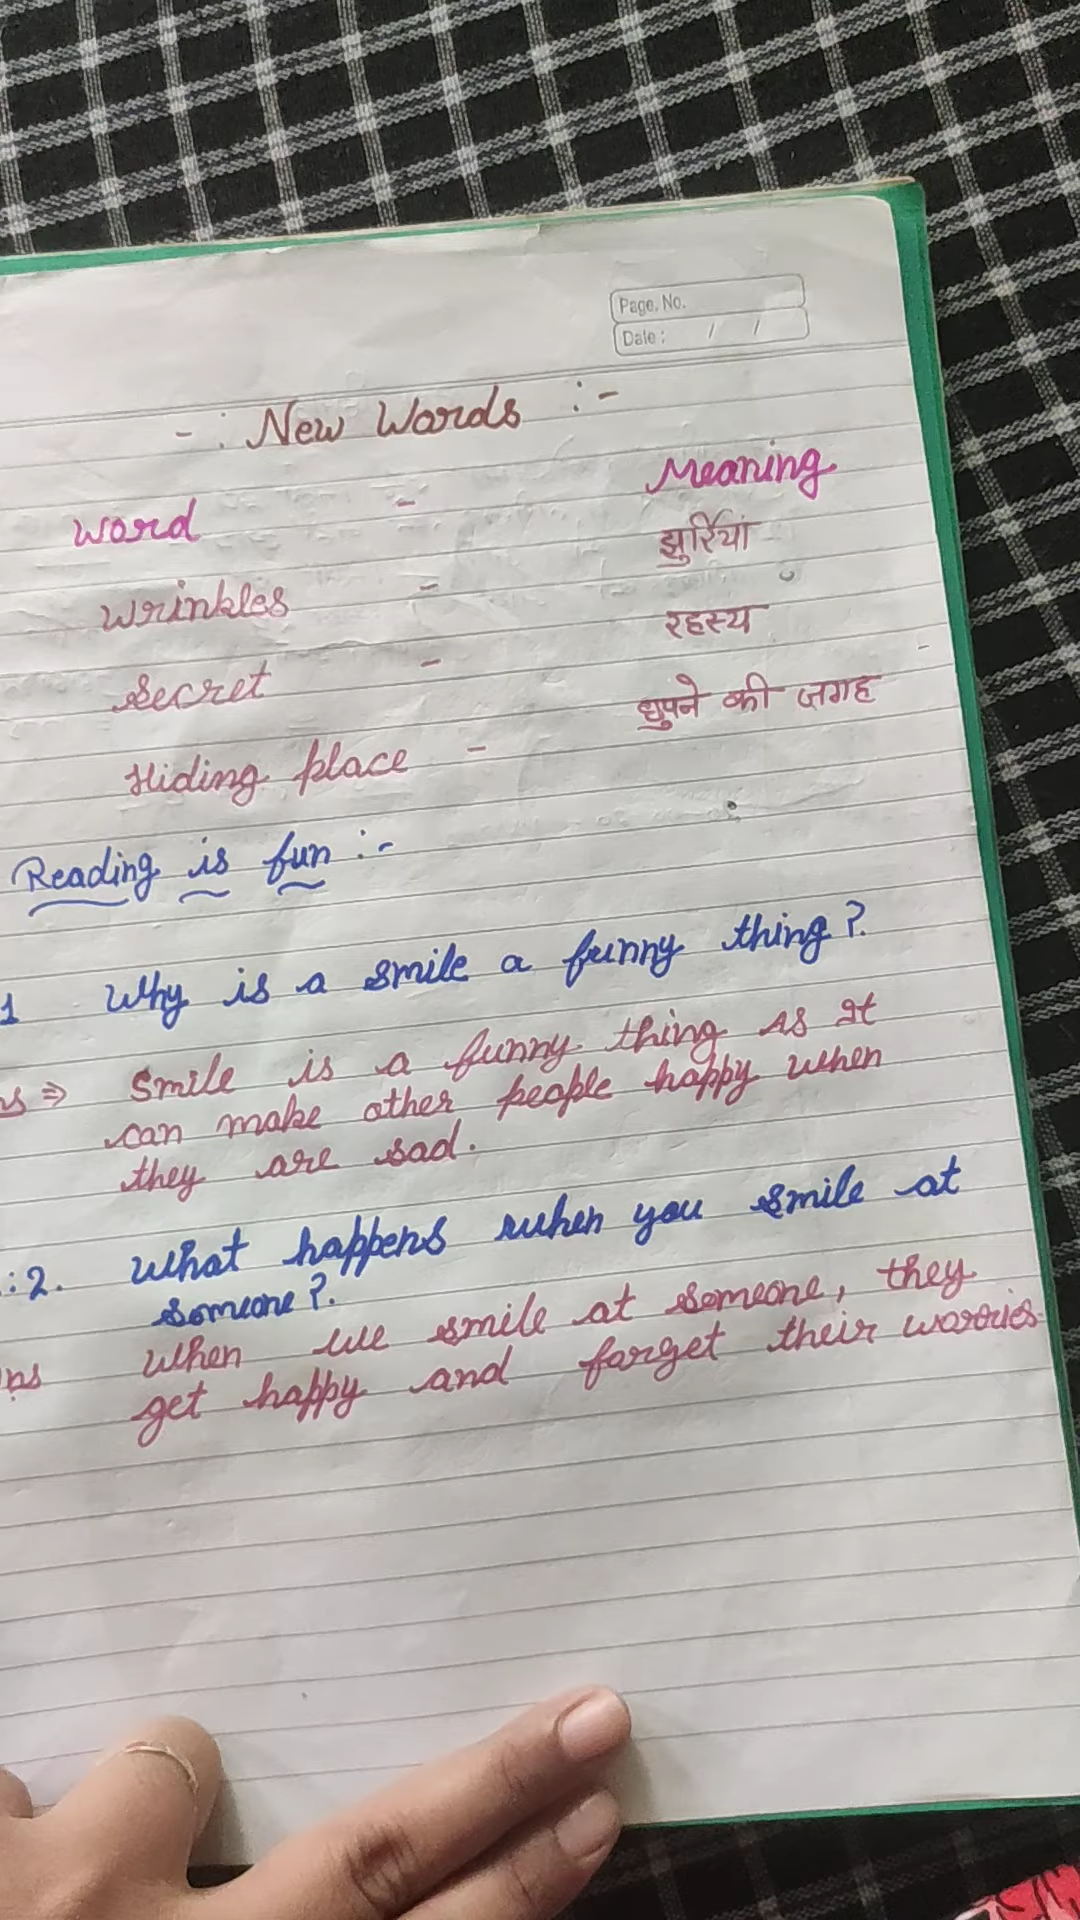 Page. No.
Date : / /
- : New Words : -
Word - Meaning
Wrinkles - झुर्रियां
Secret - रहस्य
Hiding place - छुपने की जगह
Reading is fun :-
1 Why is a smile a funny thing?
ns ⇒ Smile is a funny thing as It
can make other people happy when
they are sad.
:2. What happens when you smile at
someone?
ns When we smile at someone, they
get happy and forget their worries